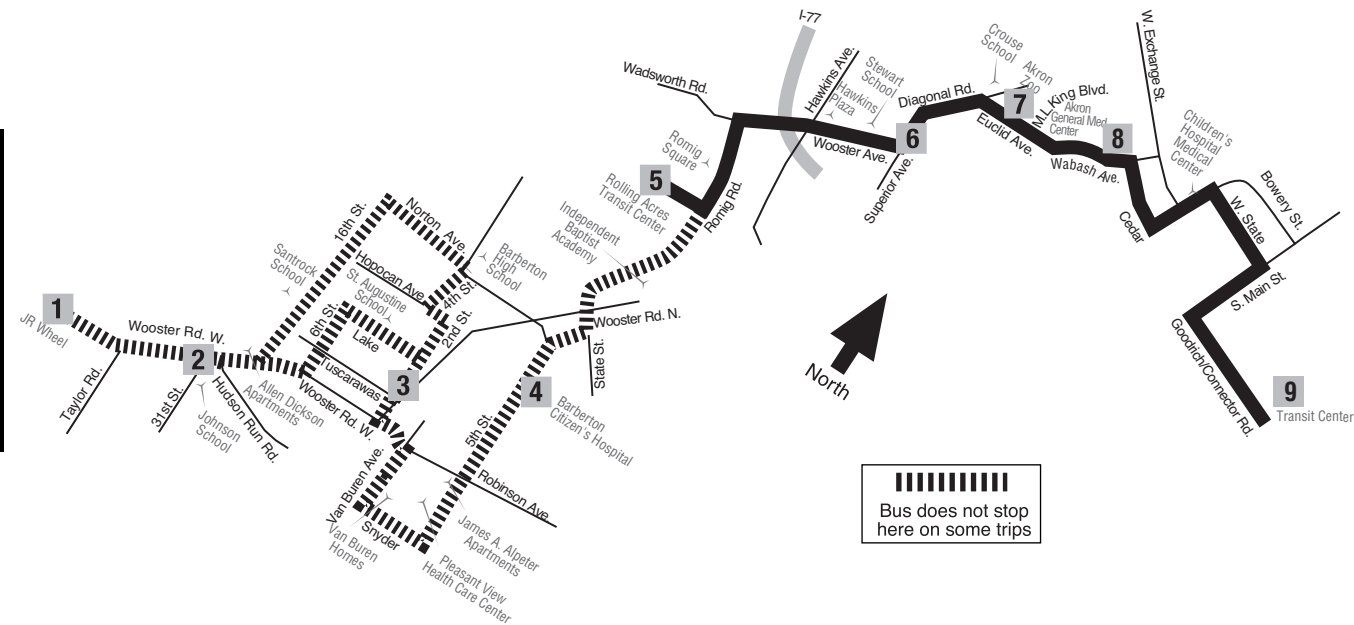 I-77
Wadsworth Rd.
Hawkins Ave.
Hawkins
Plaza
Stewart
School
Crouse
School
Akron
Zoo
Diagonal Rd.
7
M.L King Blvd.
Akron
General Med.
Center
8
W. Exchange St.
Children's
Hospital
Medical
Center
Romig
Square
5
Wooster Ave.
6
Superior Ave.
Euclid Ave.
Wabash Ave.
Cedar
W. State
Bowery St.
Rolling Acres
Transit Center
Romig Rd.
Independent
Baptist
Academy
16th St.
Norton Ave.
Santrock
School
Hopocan Ave.
St. Augustine
School
4th St.
Barberton
High
School
S. Main St.
1
JR Wheel
Wooster Rd. W.
2
6th St.
Lake
2nd St.
Wooster Rd. N.
State St.
Goodrich/Connector Rd.
Taylor Rd.
31st St.
Johnson
School
Hudson Run Rd.
Allen Dickson
Apartments
Tuscarawas
3
Wooster Rd. W.
4
Barberton
Citizen's Hospital
5th St.
North
9
Transit Center
Van Buren Ave.
Robinson Ave.
Snyder
Van Buren
Homes
James A. Alpeter
Apartments
Pleasant View
Health Care Center
Bus does not stop
here on some trips